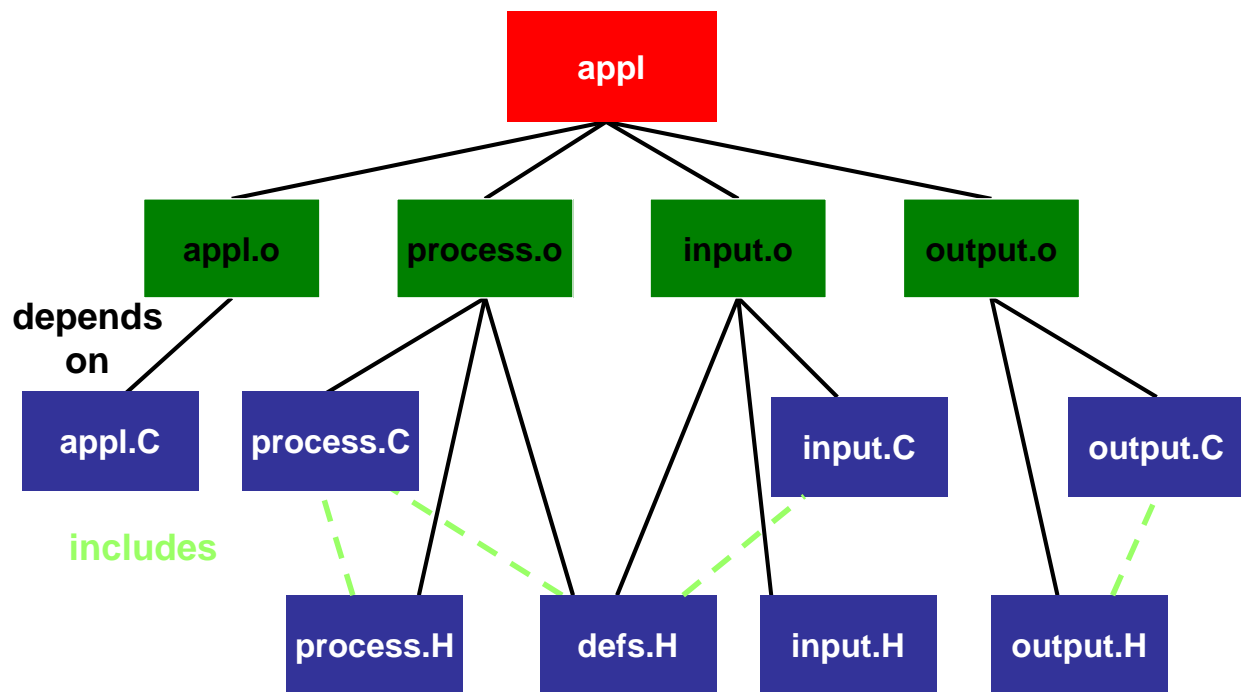 appl
appl.o
process.o
input.o
output.o
depends
on
appl.C
process.C
input.C
output.C
includes
process.H
defs.H
input.H
output.H